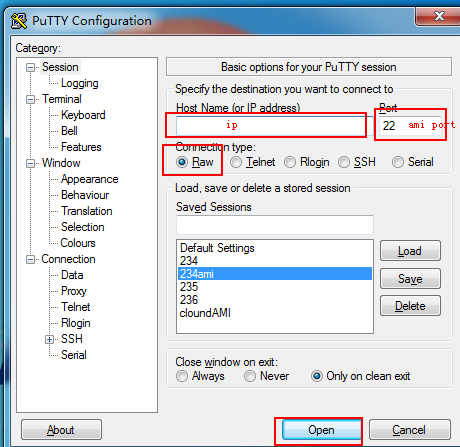 PuTTY Configuration
Category:
Session
Logging
Terminal
Keyboard
Bell
Features
Window
Appearance
Behaviour
Translation
Selection
Colours
Connection
Data
Proxy
Telnet
Rlogin
SSH
Serial
Basic options for your PuTTY session
Specify the destination you want to connect to
Host Name (or IP address) Port
ip 22 ami port
Connection type:
Raw Telnet Rlogin SSH Serial
Load, save or delete a stored session
Saved Sessions
Default Settings
234
234ami
235
236
cloundAMI
Load
Save
Delete
Close window on exit:
Always Never Only on clean exit
About Open Cancel